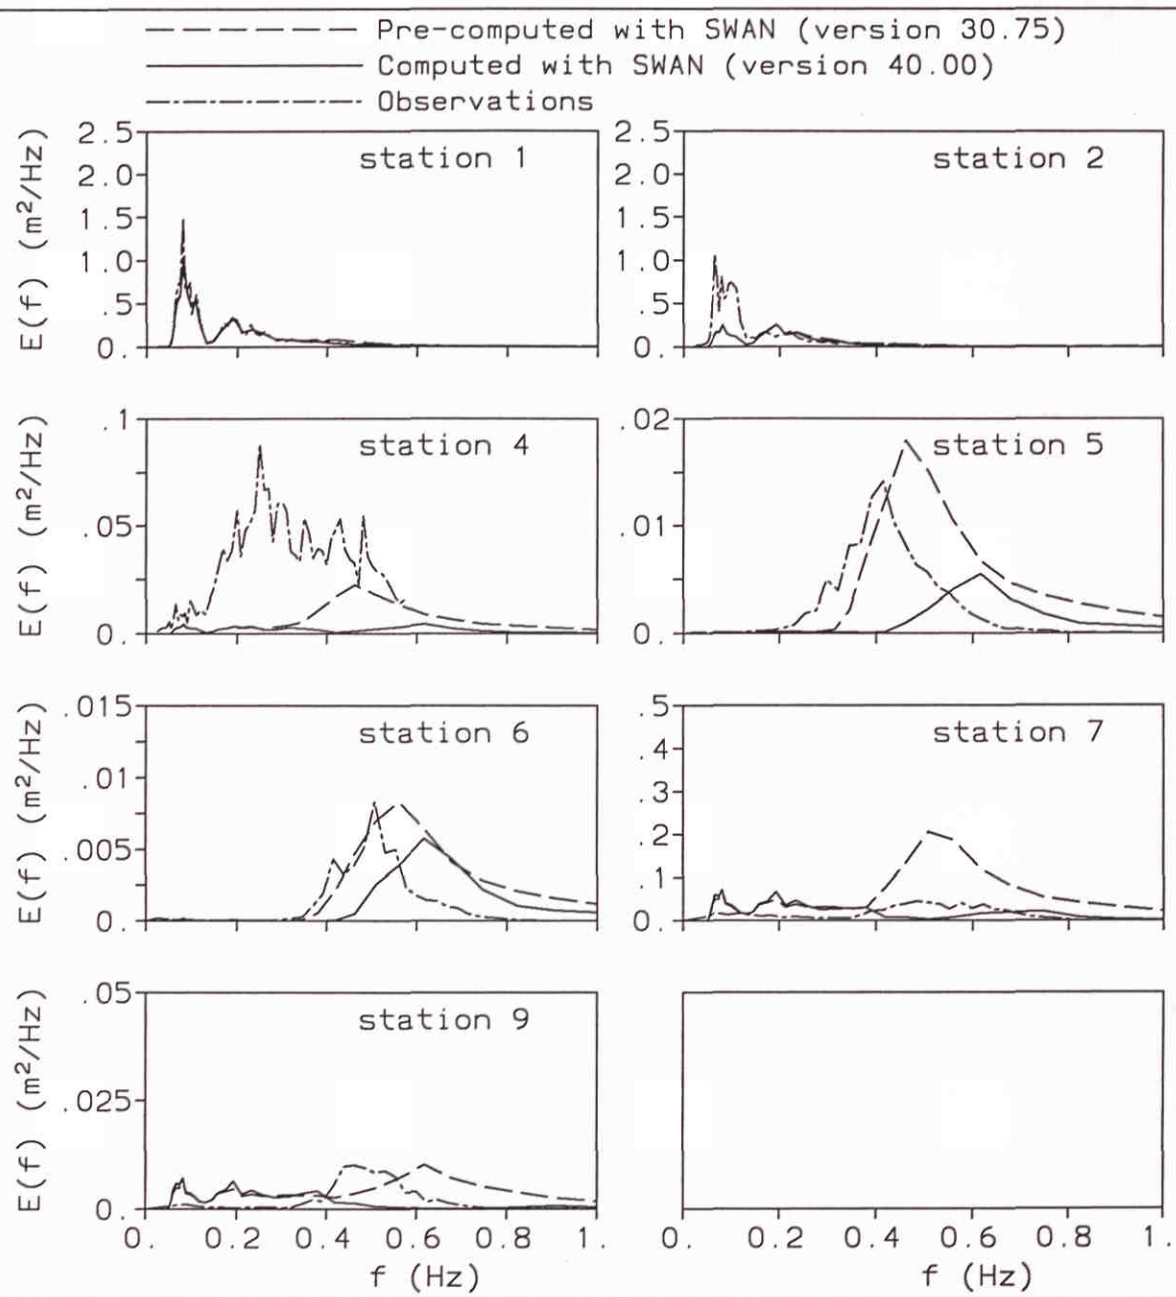 Pre-computed with SWAN (version 30.75)
Computed with SWAN (version 40.00)
Observations
E(f) (m²/Hz)
2.5
2.0
1.5
1.0
.5
0.
station 1
2.5
2.0
1.5
1.0
.5
0.
station 2
E(f) (m²/Hz)
.1
.05
0.
station 4
.02
.01
0.
station 5
E(f) (m²/Hz)
.015
.01
.005
0.
station 6
.5
.4
.3
.2
.1
0.
station 7
E(f) (m²/Hz)
.05
.025
0.
station 9
0. 0.2 0.4 0.6 0.8 1.
f (Hz)
0. 0.2 0.4 0.6 0.8 1.
f (Hz)